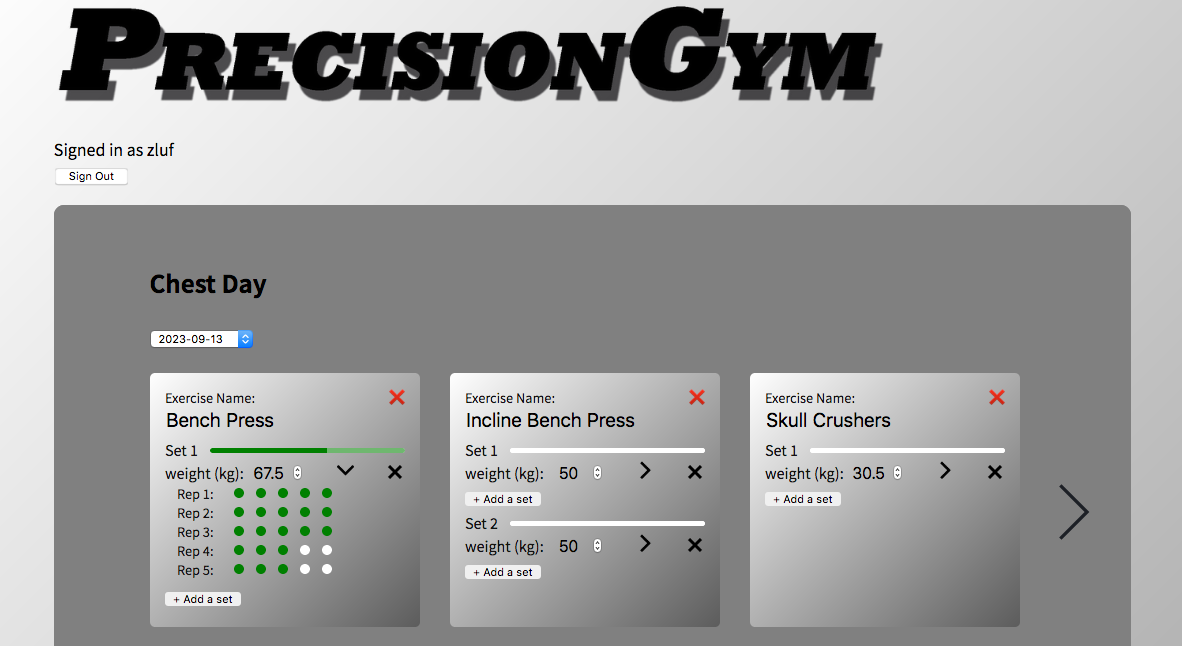 PrecisionGym
Signed in as zluf
Sign Out
Chest Day
2023-09-13
Exercise Name:
Bench Press
Set 1
weight (kg): 67.5
Rep 1:
Rep 2:
Rep 3:
Rep 4:
Rep 5:
+ Add a set
Exercise Name:
Incline Bench Press
Set 1
weight (kg): 50
+ Add a set
Set 2
weight (kg): 50
+ Add a set
Exercise Name:
Skull Crushers
Set 1
weight (kg): 30.5
+ Add a set